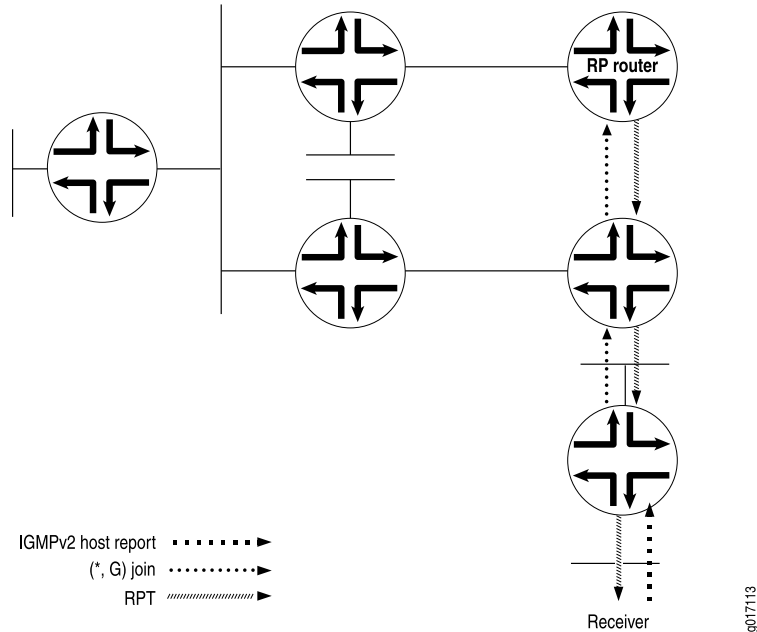 RP router
IGMPv2 host report
(*, G) join
RPT
Receiver
g017113